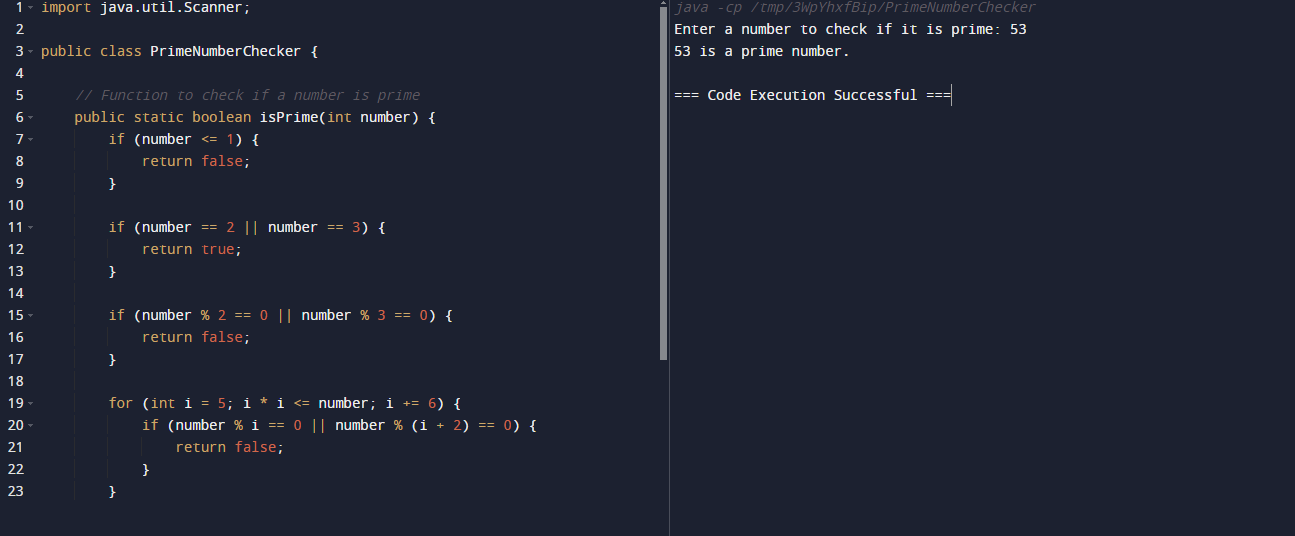 1 import java.util.Scanner;
2
3 public class PrimeNumberChecker {
4
5     // Function to check if a number is prime
6     public static boolean isPrime(int number) {
7         if (number <= 1) {
8             return false;
9         }
10
11         if (number == 2 || number == 3) {
12             return true;
13         }
14
15         if (number % 2 == 0 || number % 3 == 0) {
16             return false;
17         }
18
19         for (int i = 5; i * i <= number; i += 6) {
20             if (number % i == 0 || number % (i + 2) == 0) {
21                 return false;
22             }
23         }
java -cp /tmp/3WpYhxfBip/PrimeNumberChecker
Enter a number to check if it is prime: 53
53 is a prime number.
=== Code Execution Successful ===